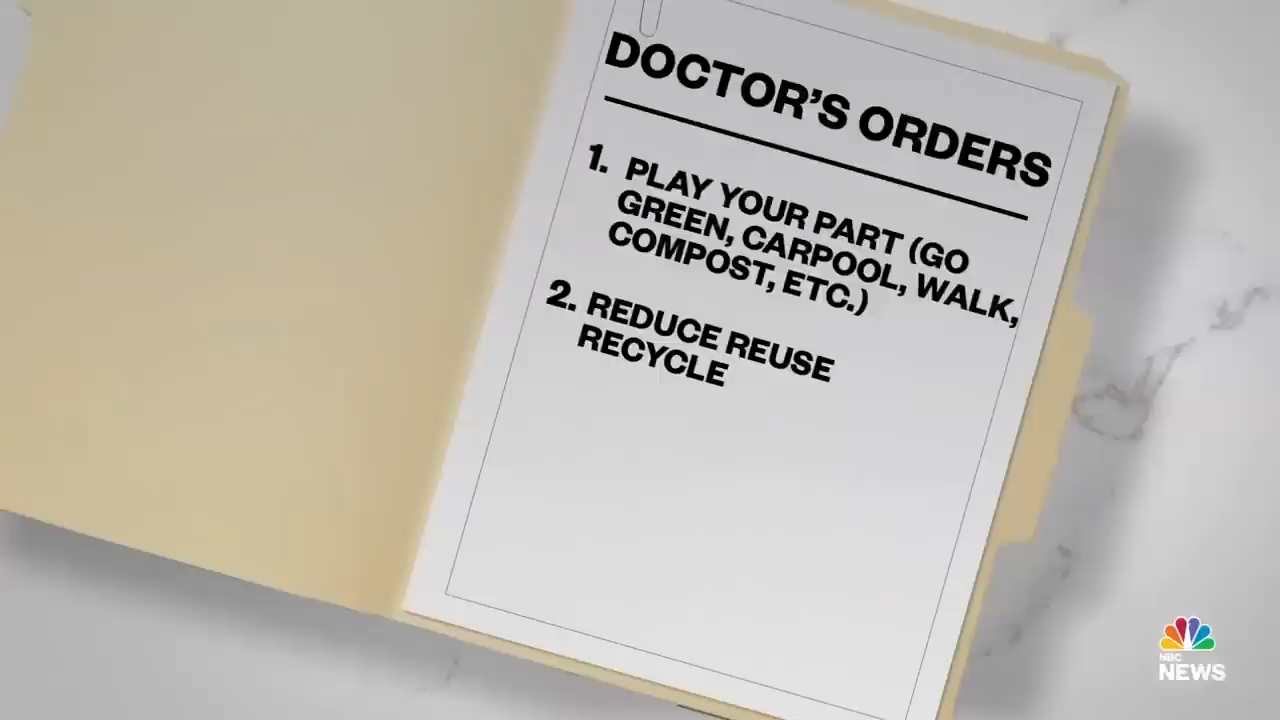 DOCTOR'S ORDERS
1. PLAY YOUR PART (GO
GREEN, CARPOOL, WALK,
COMPOST, ETC.)
2. REDUCE REUSE
RECYCLE
NBC
NEWS